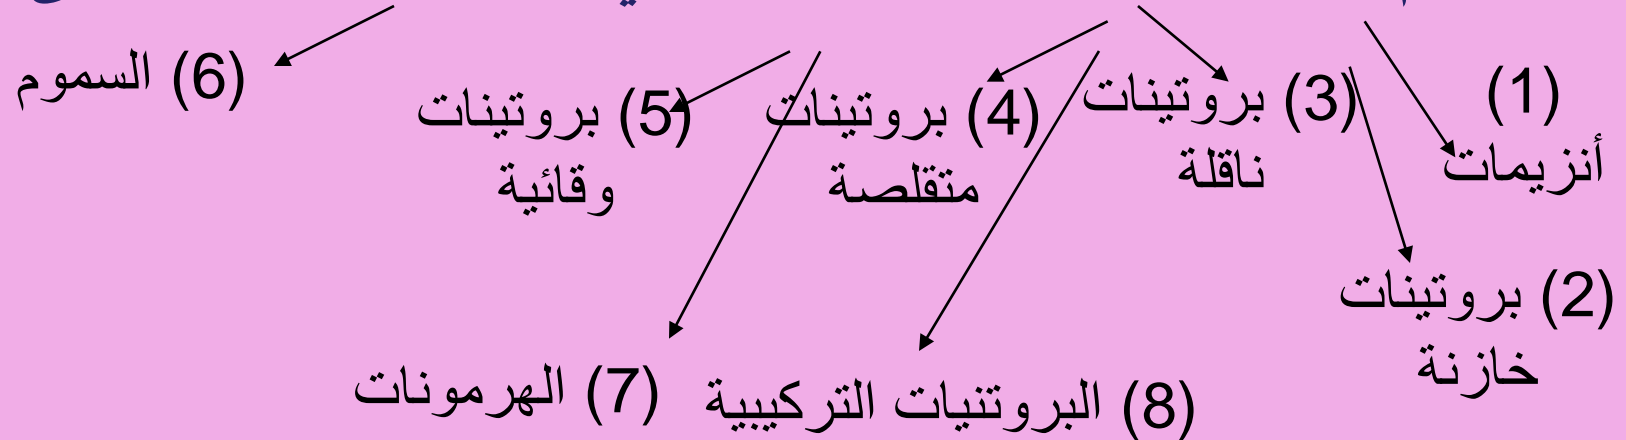 (1)
أنزيمات
(3) بروتينات
ناقلة
(4) بروتينات
متقلصة
(5) بروتينات
وقائية
(6) السموم
(2) بروتينات
خازنة
(8) البروتنيات التركيبية
(7) الهرمونات